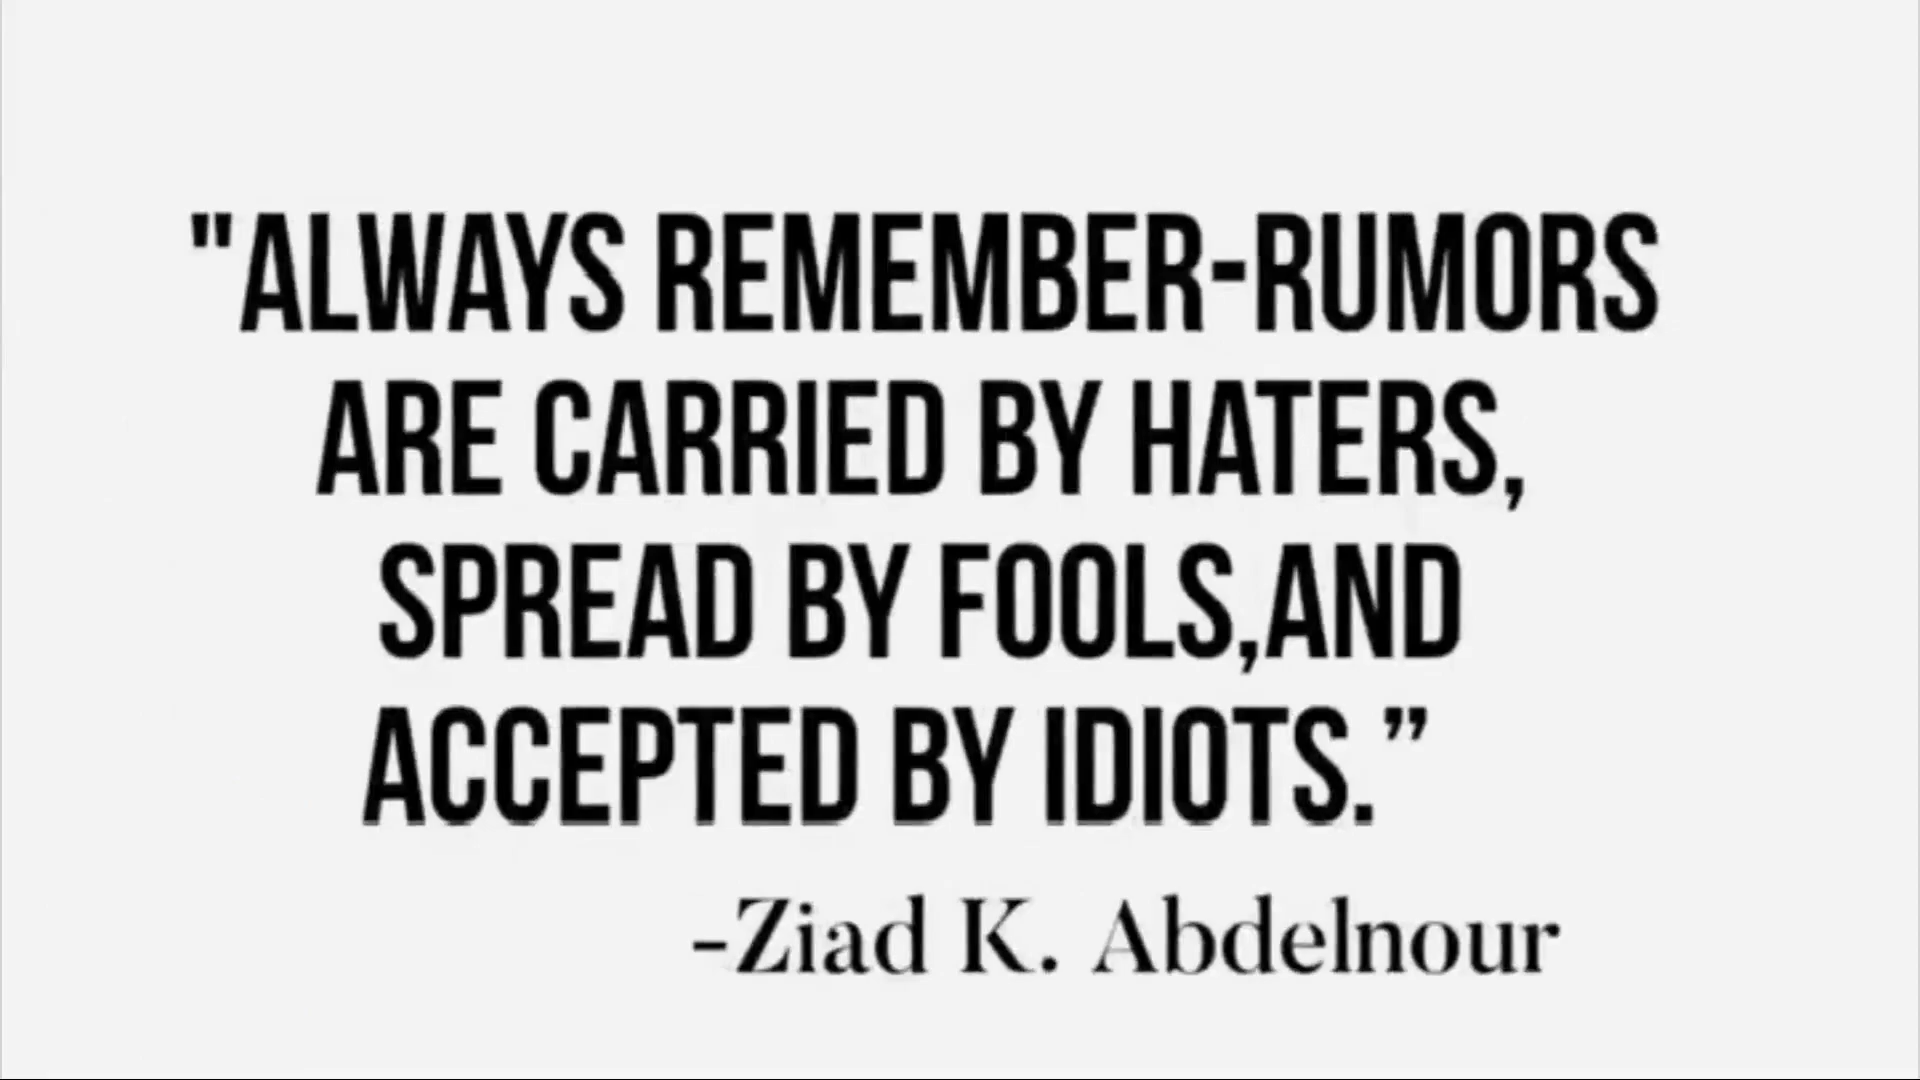 "ALWAYS REMEMBER-RUMORS
ARE CARRIED BY HATERS,
SPREAD BY FOOLS,AND
ACCEPTED BY IDIOTS.”
-Ziad K. Abdelnour